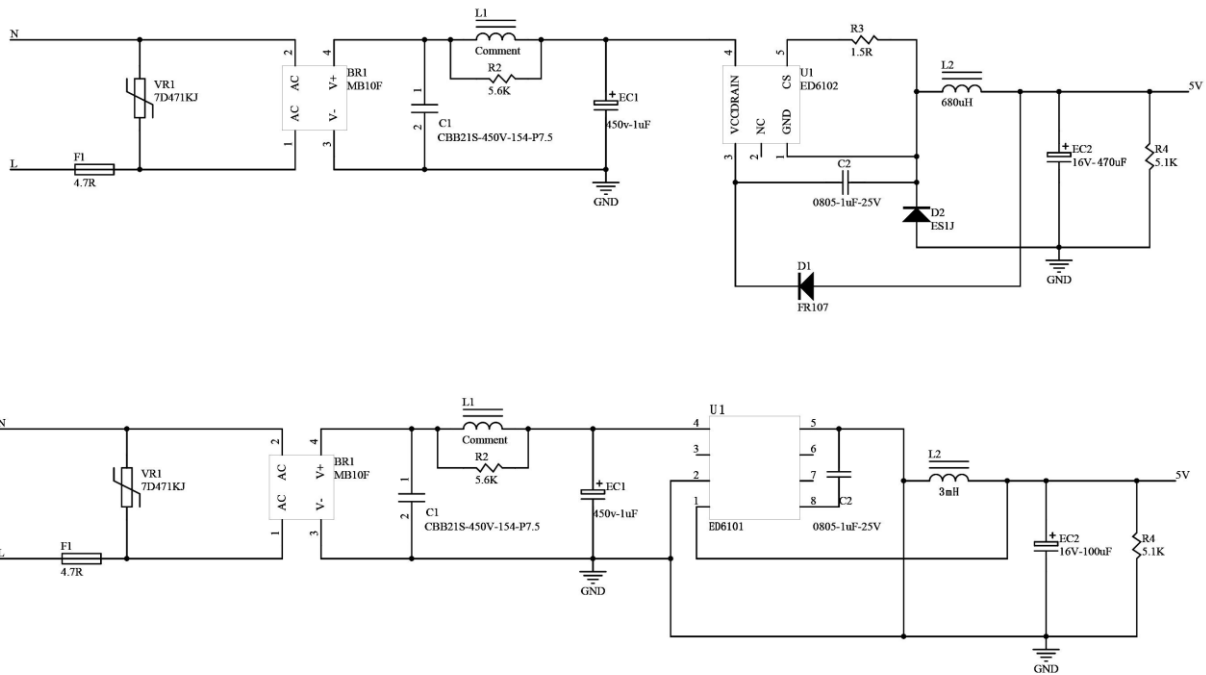 N
L
VR1
7D471KJ
F1
4.7R
2
1
AC
AC
V+
V-
4
3
BR1
MB10F
L1
Comment
R2
5.6K
1
2
C1
CBB21S-450V-154-P7.5
EC1
450v-1uF
GND
4
5
VCCDRAIN
NC
GND
CS
3
2
1
U1
ED6102
R3
1.5R
L2
680uH
C2
0805-1uF-25V
D2
ES1J
D1
FR107
EC2
16V-470uF
R4
5.1K
5V
GND
N
L
VR1
7D471KJ
F1
4.7R
2
1
AC
AC
V+
V-
4
3
BR1
MB10F
L1
Comment
R2
5.6K
1
2
C1
CBB21S-450V-154-P7.5
EC1
450v-1uF
GND
U1
4
3
2
1
5
6
7
8
ED6101
C2
0805-1uF-25V
L2
3mH
EC2
16V-100uF
R4
5.1K
5V
GND